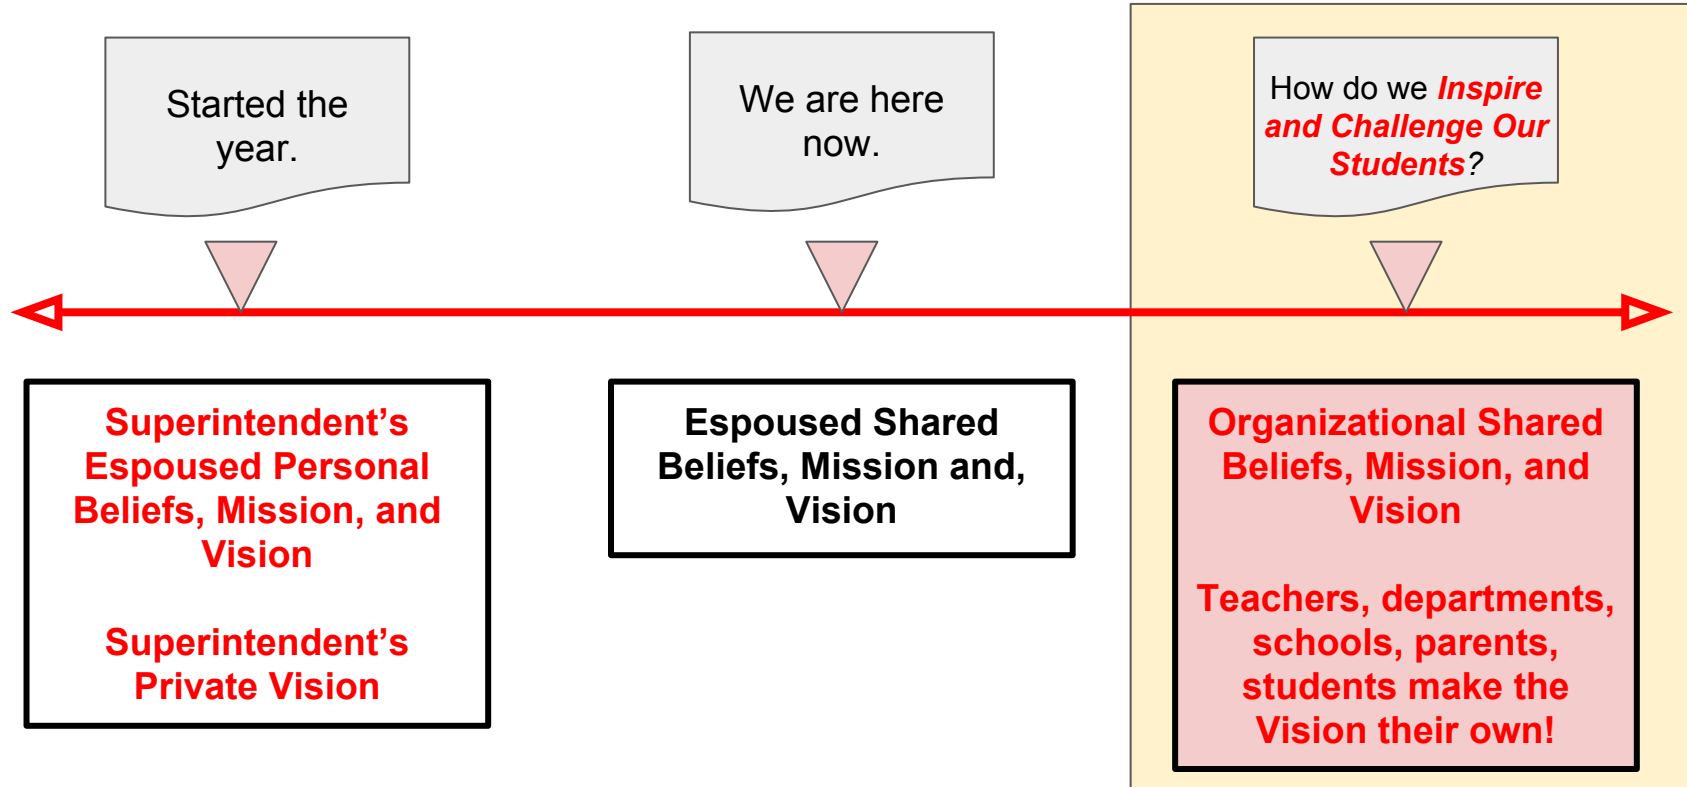 Started the
year.
We are here
now.
How do we Inspire
and Challenge Our
Students?
Superintendent’s
Espoused Personal
Beliefs, Mission, and
Vision
Superintendent’s
Private Vision
Espoused Shared
Beliefs, Mission and,
Vision
Organizational Shared
Beliefs, Mission, and
Vision
Teachers, departments,
schools, parents,
students make the
Vision their own!